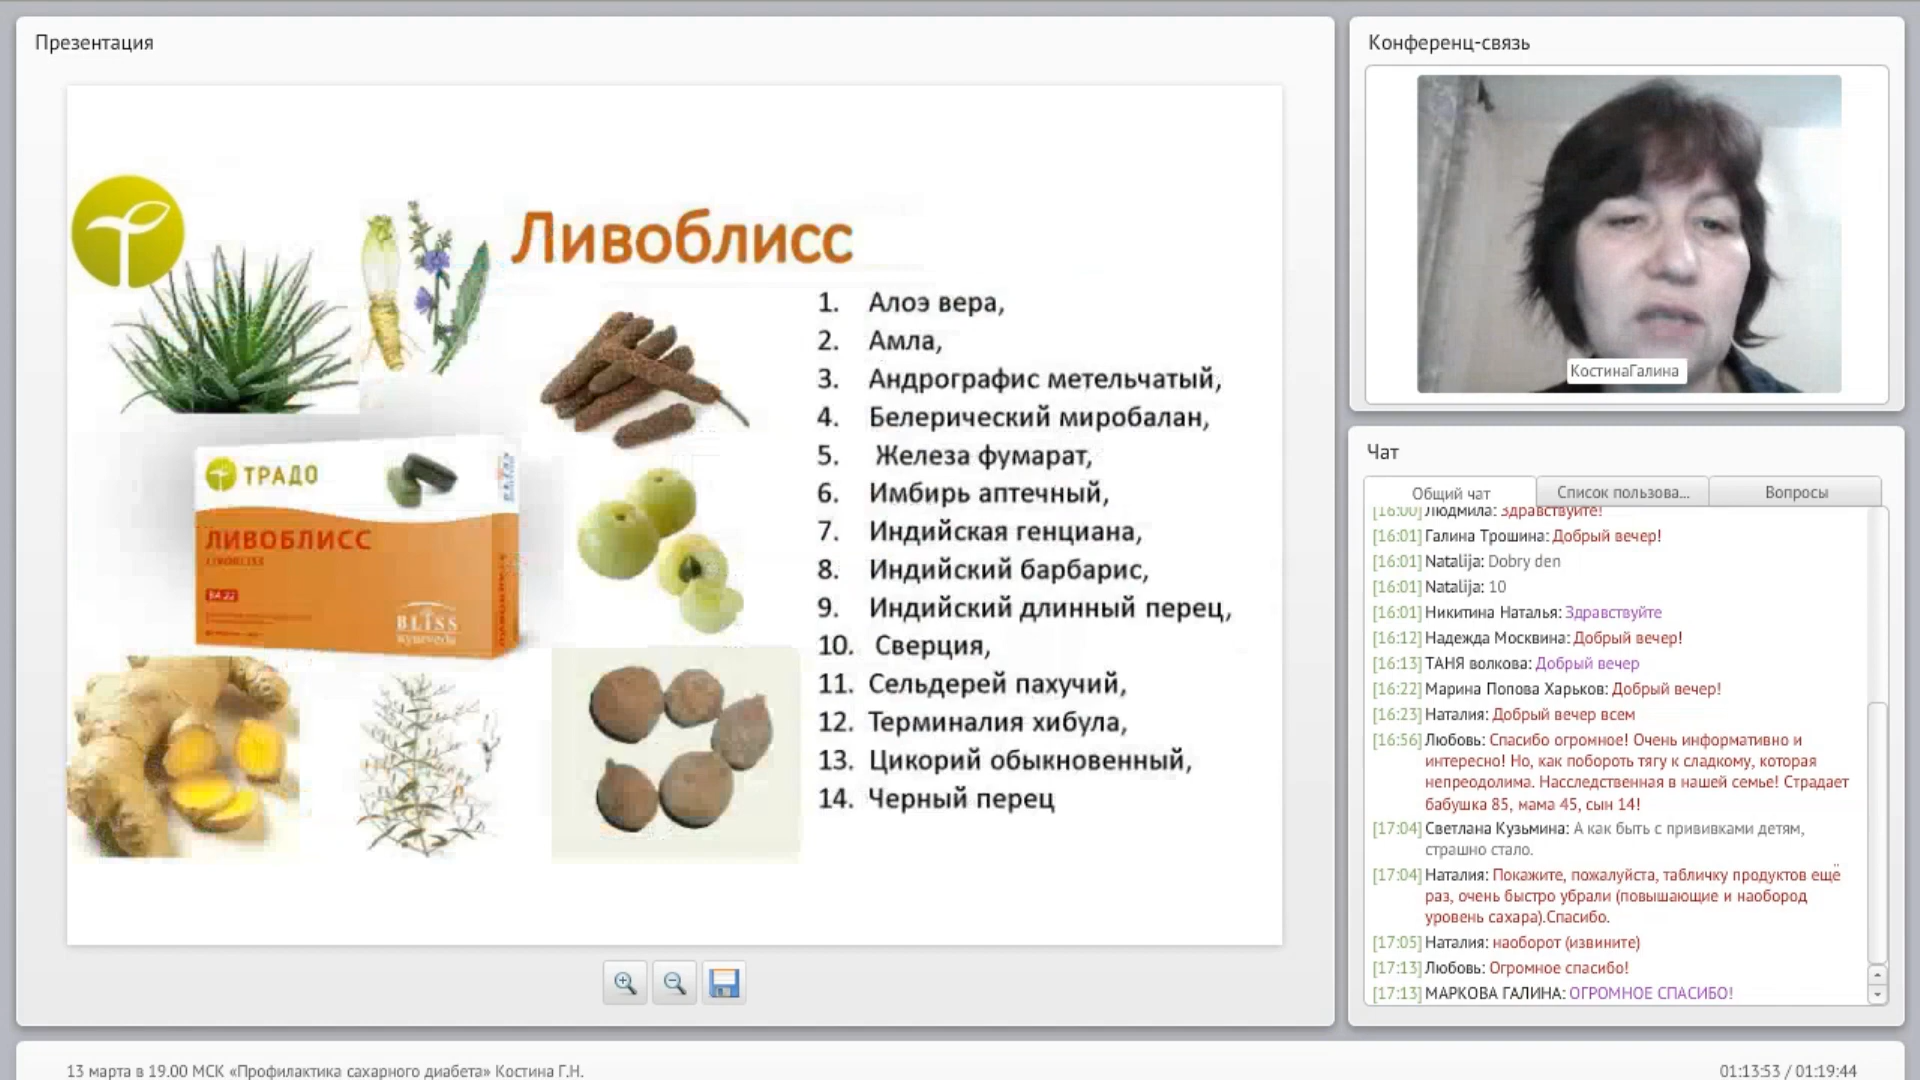 Презентация
Ливоблисс
1. Алоэ вера,
2. Амла,
3. Андрографис метельчатый,
4. Белерический миробалан,
5. Железа фумарат,
6. Имбирь аптечный,
7. Индийская генциана,
8. Индийский барбарис,
9. Индийский длинный перец,
10. Сверция,
11. Сельдерей пахучий,
12. Терминалия хибула,
13. Цикорий обыкновенный,
14. Черный перец
ТРАДО
ЛИВОБЛИСС
BLISS
ayurveda
Конференц-связь
КостинаГалина
Чат
Общий чат
Список пользова...
Вопросы
[16:00] Людмила: Здравствуйте!
[16:01] Галина Трошина: Добрый вечер!
[16:01] Natalija: Dobry den
[16:01] Natalija: 10
[16:01] Никитина Наталья: Здравствуйте
[16:12] Надежда Москвина: Добрый вечер!
[16:13] ТАНЯ волкова: Добрый вечер
[16:22] Марина Попова Харьков: Добрый вечер!
[16:23] Наталия: Добрый вечер всем
[16:56] Любовь: Спасибо огромное! Очень информативно и
интересно! Но, как побороть тягу к сладкому, которая
непреодолима. Насследственная в нашей семье! Страдает
бабушка 85, мама 45, сын 14!
[17:04] Светлана Кузьмина: А как быть с прививками детям,
страшно стало.
[17:04] Наталия: Покажите, пожалуйста, табличку продуктов ещё
раз, очень быстро убрали (повышающие и наобород
уровень сахара).Спасибо.
[17:05] Наталия: наоборот (извините)
[17:13] Любовь: Огромное спасибо!
[17:13] МАРКОВА ГАЛИНА: ОГРОМНОЕ СПАСИБО!
13 марта в 19.00 МСК «Профилактика сахарного диабета» Костина Г.Н.
01:13:53 / 01:19:44